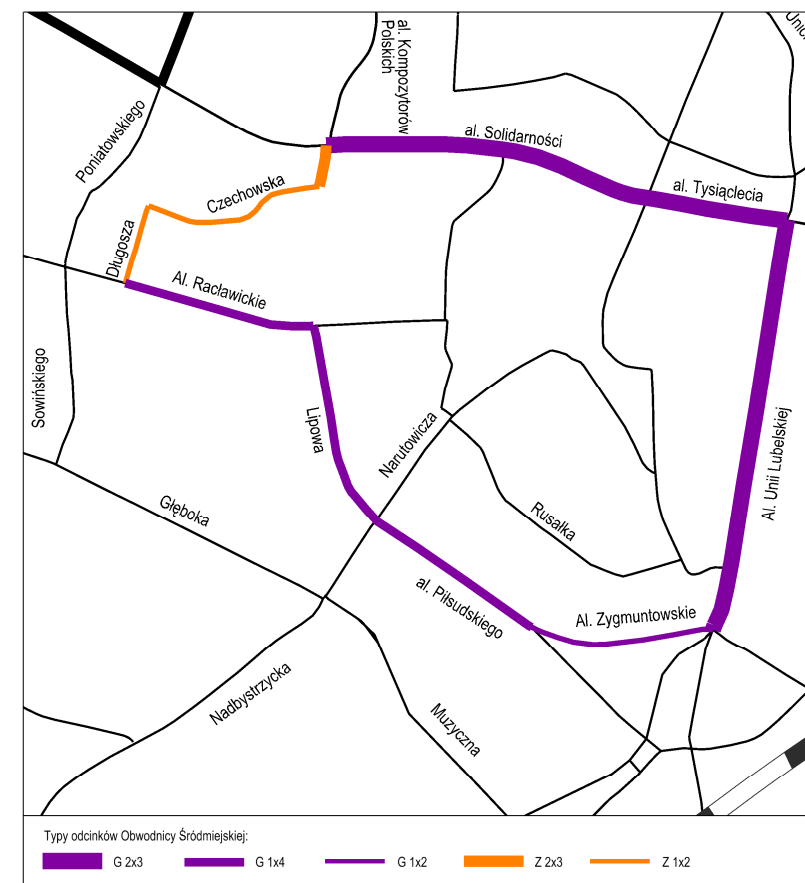 Unickiej
al. Kompozytorów
Polskich
al. Solidarności
Poniatowskiego
al. Tysiąclecia
Czechowska
Długosza
Al. Racławickie
Sowińskiego
Lipowa
Narutowicza
Al. Unii Lubelskiej
Głęboka
Rusałka
al. Piłsudskiego
Al. Zygmuntowskie
Nadbystrzycka
Muzyczna
Typy odcinków Obwodnicy Śródmiejskiej:
G 2x3
G 1x4
G 1x2
Z 2x3
Z 1x2